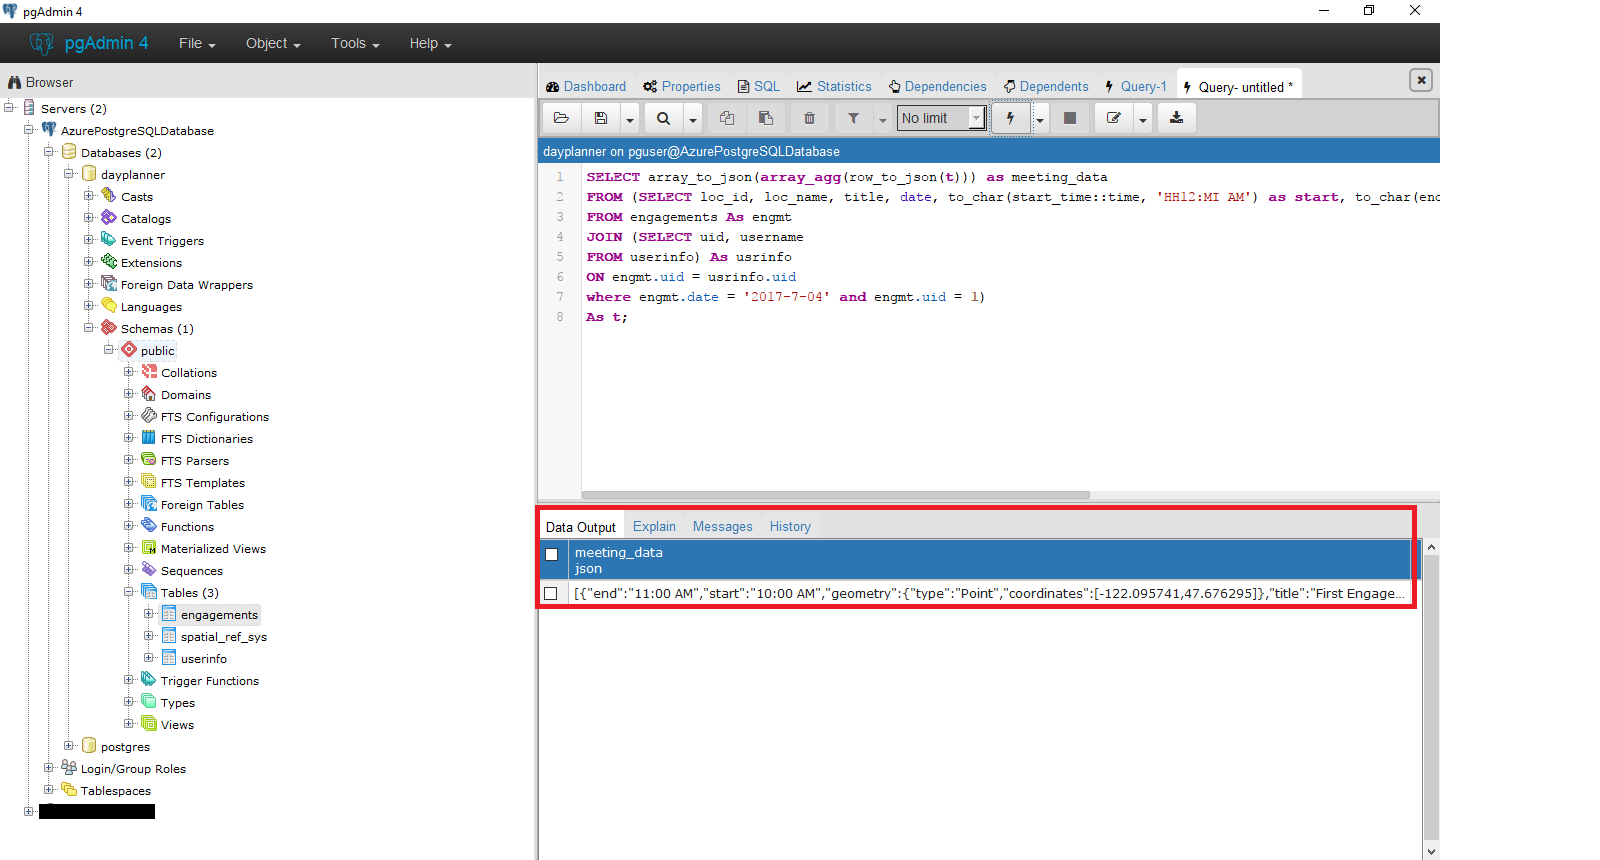 pgAdmin 4
pgAdmin 4 File Object Tools Help
Browser
Servers (2)
AzurePostgreSQLDatabase
Databases (2)
dayplanner
Casts
Catalogs
Event Triggers
Extensions
Foreign Data Wrappers
Languages
Schemas (1)
public
Collations
Domains
FTS Configurations
FTS Dictionaries
FTS Parsers
FTS Templates
Foreign Tables
Functions
Materialized Views
Sequences
Tables (3)
engagements
spatial_ref_sys
userinfo
Trigger Functions
Types
Views
postgres
Login/Group Roles
Tablespaces
Dashboard Properties SQL Statistics Dependencies Dependents Query-1 Query- untitled *
No limit
dayplanner on pguser@AzurePostgreSQLDatabase
1 SELECT array_to_json(array_agg(row_to_json(t))) as meeting_data
2 FROM (SELECT loc_id, loc_name, title, date, to_char(start_time::time, 'HH12:MI AM') as start, to_char(end
3 FROM engagements As engmt
4 JOIN (SELECT uid, username
5 FROM userinfo) As usrinfo
6 ON engmt.uid = usrinfo.uid
7 where engmt.date = '2017-7-04' and engmt.uid = 1)
8 As t;
Data Output Explain Messages History
meeting_data
json
[{"end":"11:00 AM","start":"10:00 AM","geometry":{"type":"Point","coordinates":[-122.095741,47.676295]},"title":"First Engage...